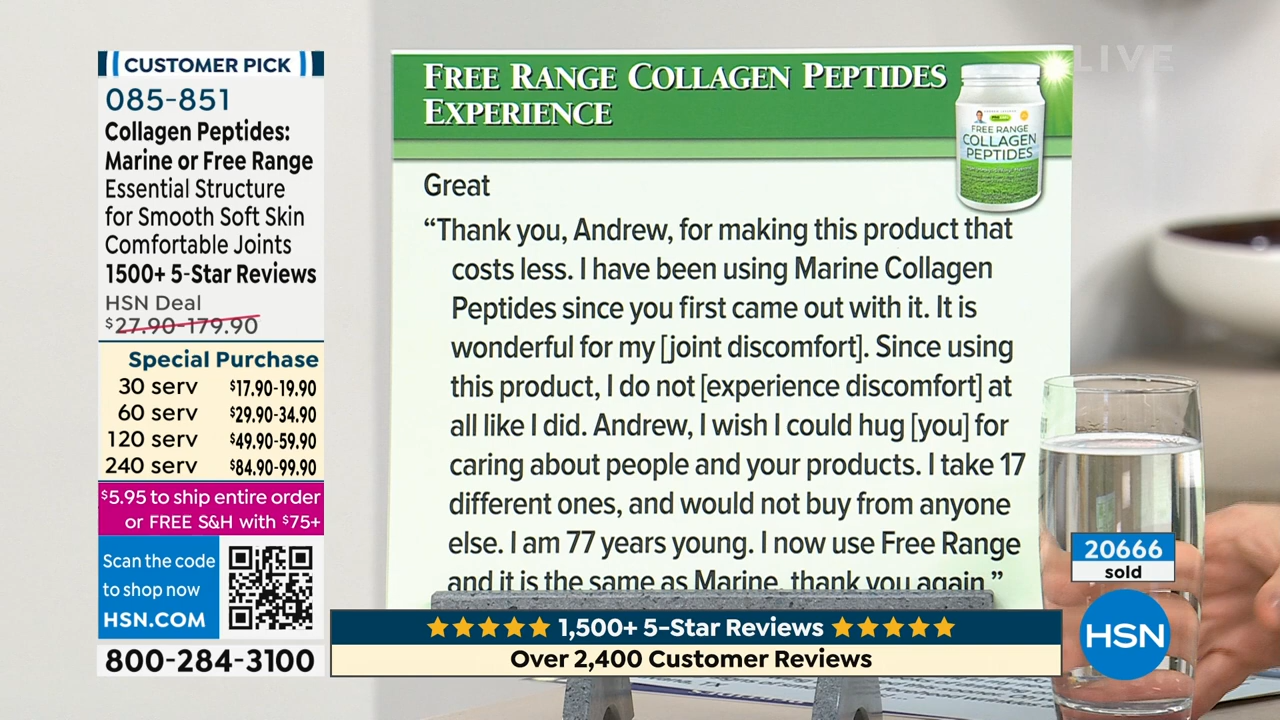 CUSTOMER PICK
085-851
Collagen Peptides:
Marine or Free Range
Essential Structure
for Smooth Soft Skin
Comfortable Joints
1500+ 5-Star Reviews
HSN Deal
$27.90-179.90
Special Purchase
30 serv $17.90-19.90
60 serv $29.90-34.90
120 serv $49.90-59.90
240 serv $84.90-99.90
$5.95 to ship entire order
or FREE S&H with $75+
Scan the code
to shop now
HSN.COM
800-284-3100
LIVE
FREE RANGE COLLAGEN PEPTIDES
EXPERIENCE
FREE RANGE
COLLAGEN
PEPTIDES
Great
“Thank you, Andrew, for making this product that
costs less. I have been using Marine Collagen
Peptides since you first came out with it. It is
wonderful for my [joint discomfort]. Since using
this product, I do not [experience discomfort] at
all like I did. Andrew, I wish I could hug [you] for
caring about people and your products. I take 17
different ones, and would not buy from anyone
else. I am 77 years young. I now use Free Range
and it is the same as Marine, thank you again.”
1,500+ 5-Star Reviews
Over 2,400 Customer Reviews
20666
sold
HSN